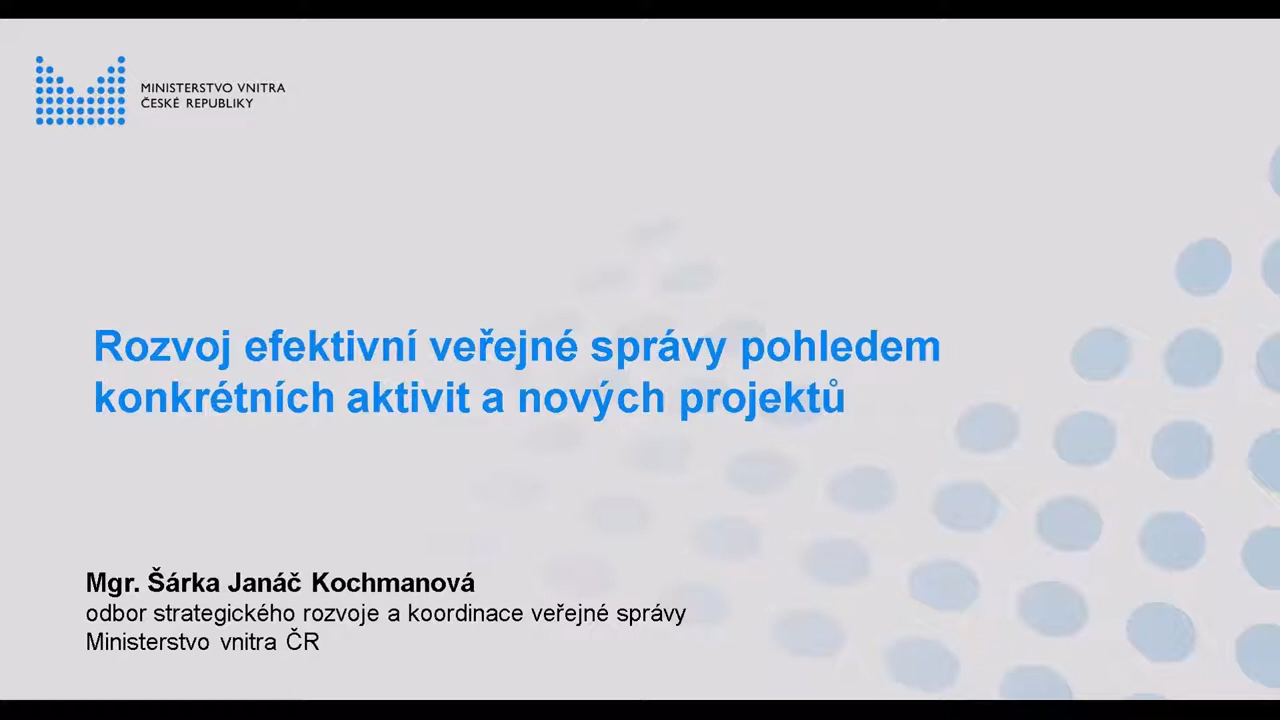 MINISTERSTVO VNITRA
ČESKÉ REPUBLIKY
Rozvoj efektivní veřejné správy pohledem
konkrétních aktivit a nových projektů
Mgr. Šárka Janáč Kochmanová
odbor strategického rozvoje a koordinace veřejné správy
Ministerstvo vnitra ČR